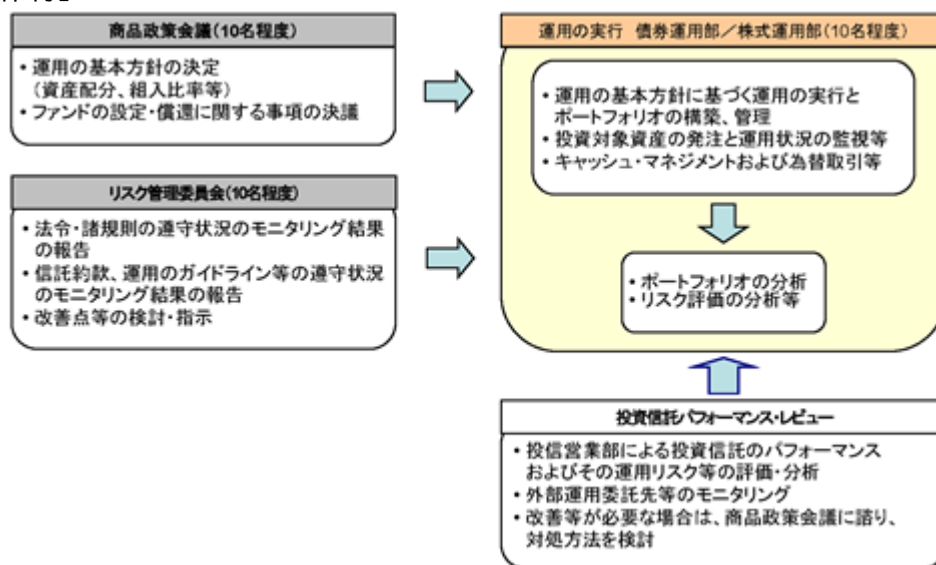 商品政策会議(10名程度)
・運用の基本方針の決定
(資産配分、組入比率等)
・ファンドの設定・償還に関する事項の決議
リスク管理委員会(10名程度)
・法令・諸規則の遵守状況のモニタリング結果
の報告
・信託約款、運用のガイドライン等の遵守状況
のモニタリング結果の報告
・改善点等の検討・指示
運用の実行 債券運用部/株式運用部(10名程度)
・運用の基本方針に基づく運用の実行と
ポートフォリオの構築、管理
・投資対象資産の発注と運用状況の監視等
・キャッシュ・マネジメントおよび為替取引等
・ポートフォリオの分析
・リスク評価の分析等
投資信託パフォーマンス・レビュー
・投信営業部による投資信託のパフォーマンス
およびその運用リスク等の評価・分析
・外部運用委託先等のモニタリング
・改善等が必要な場合は、商品政策会議に諮り、
対処方法を検討